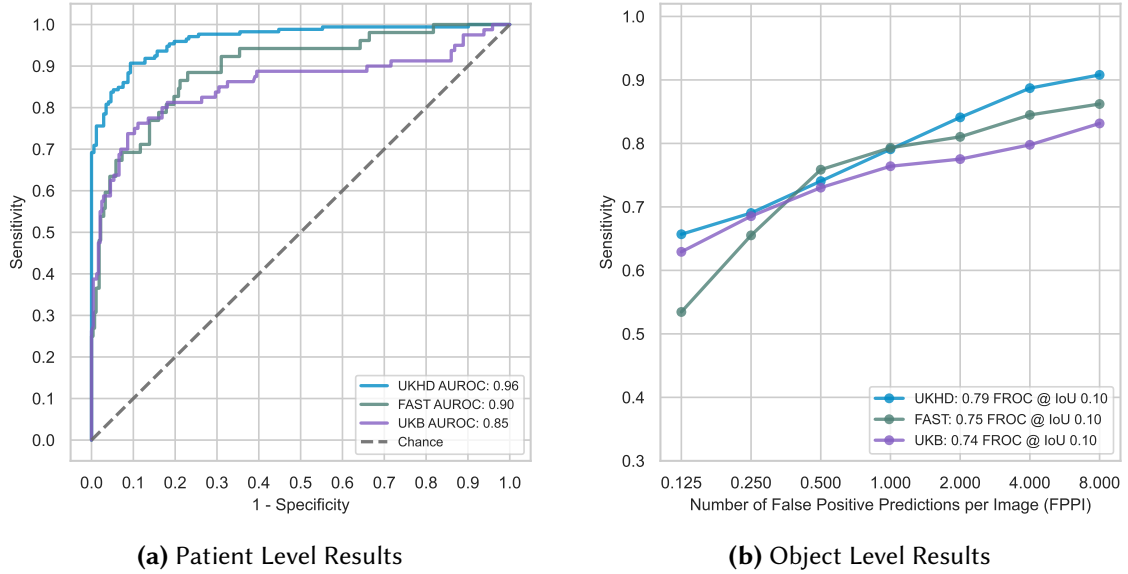 1.0
0.9
0.8
0.7
0.6
0.5
0.4
0.3
0.2
0.1
0.0
Sensitivity
UKHD AUROC: 0.96
FAST AUROC: 0.90
UKB AUROC: 0.85
Chance
0.0 0.1 0.2 0.3 0.4 0.5 0.6 0.7 0.8 0.9 1.0
1 - Specificity
(a) Patient Level Results
1.0
0.9
0.8
0.7
0.6
0.5
0.4
0.3
Sensitivity
UKHD: 0.79 FROC @ IoU 0.10
FAST: 0.75 FROC @ IoU 0.10
UKB: 0.74 FROC @ IoU 0.10
0.125 0.250 0.500 1.000 2.000 4.000 8.000
Number of False Positive Predictions per Image (FPPI)
(b) Object Level Results